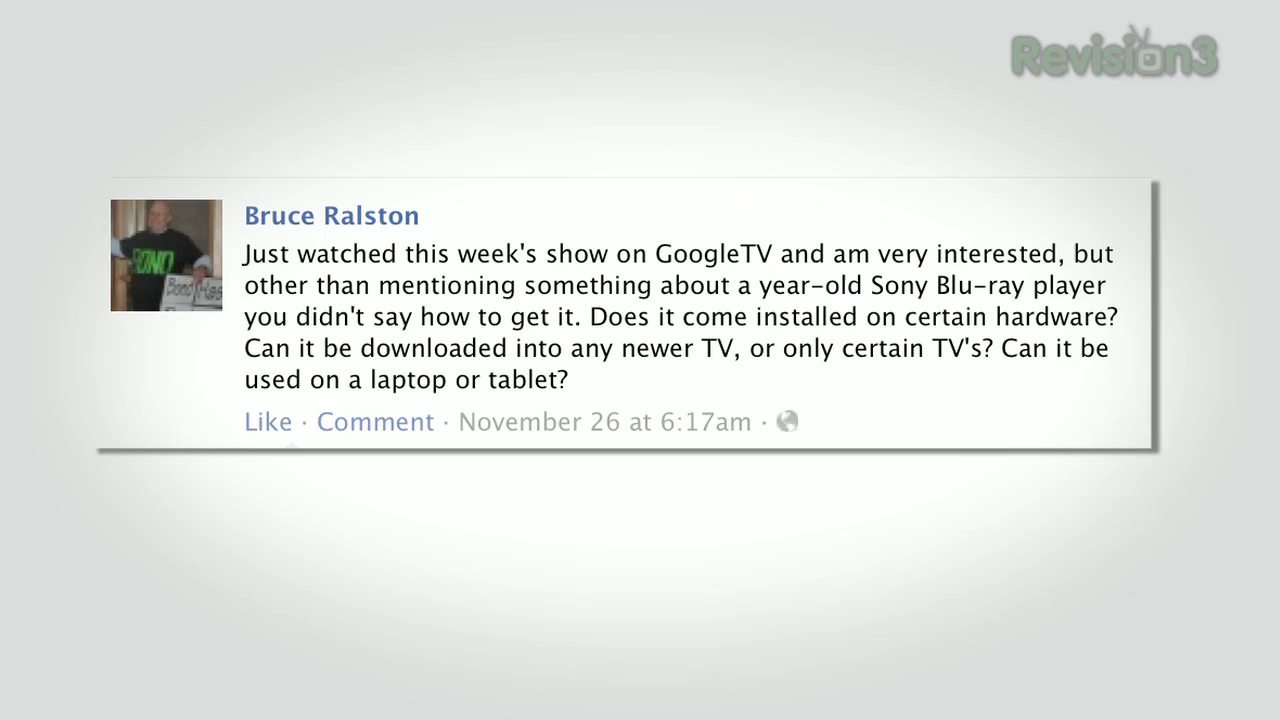 Revision3
Bruce Ralston
Just watched this week's show on GoogleTV and am very interested, but
other than mentioning something about a year-old Sony Blu-ray player
you didn't say how to get it. Does it come installed on certain hardware?
Can it be downloaded into any newer TV, or only certain TV's? Can it be
used on a laptop or tablet?
Like · Comment · November 26 at 6:17am ·